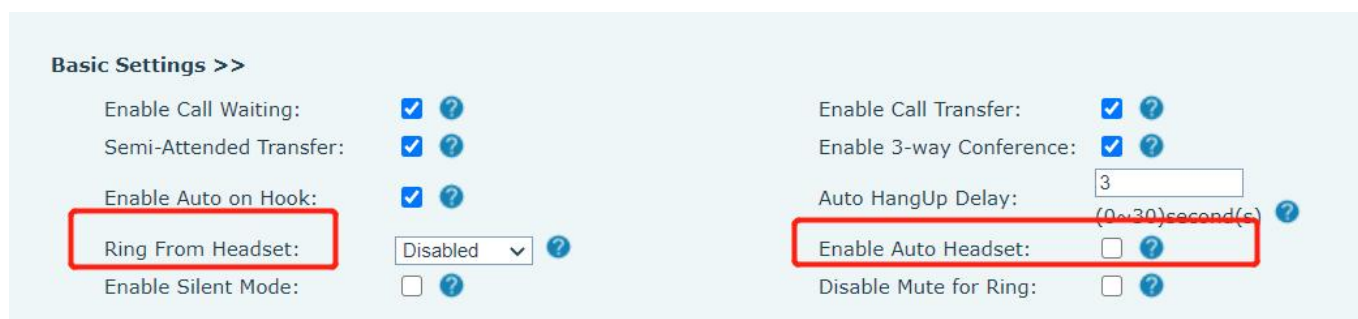 Basic Settings >>
Enable Call Waiting: ? Enable Call Transfer: ?
Semi-Attended Transfer: ? Enable 3-way Conference: ?
Enable Auto on Hook: ? Auto HangUp Delay: 3
(0~30)second(s) ?
Ring From Headset: Disabled ? Enable Auto Headset: ?
Enable Silent Mode: ? Disable Mute for Ring: ?